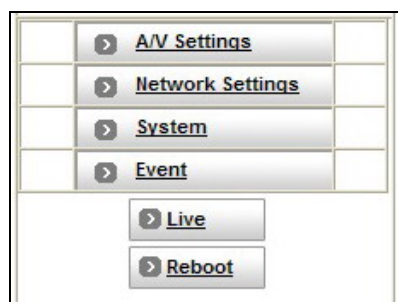 A/V Settings
Network Settings
System
Event
Live
Reboot